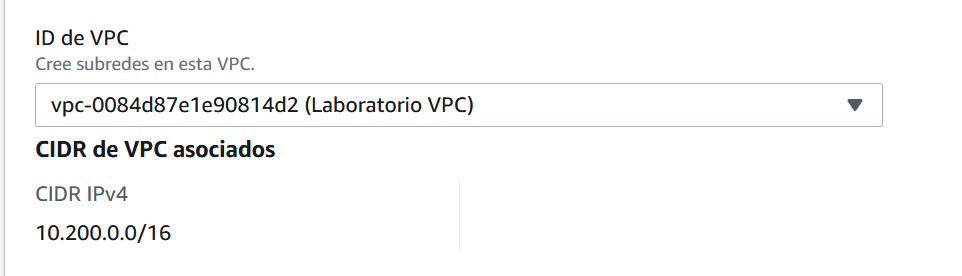 ID de VPC
Cree subredes en esta VPC.
vpc-0084d87e1e90814d2 (Laboratorio VPC)
CIDR de VPC asociados
CIDR IPv4
10.200.0.0/16